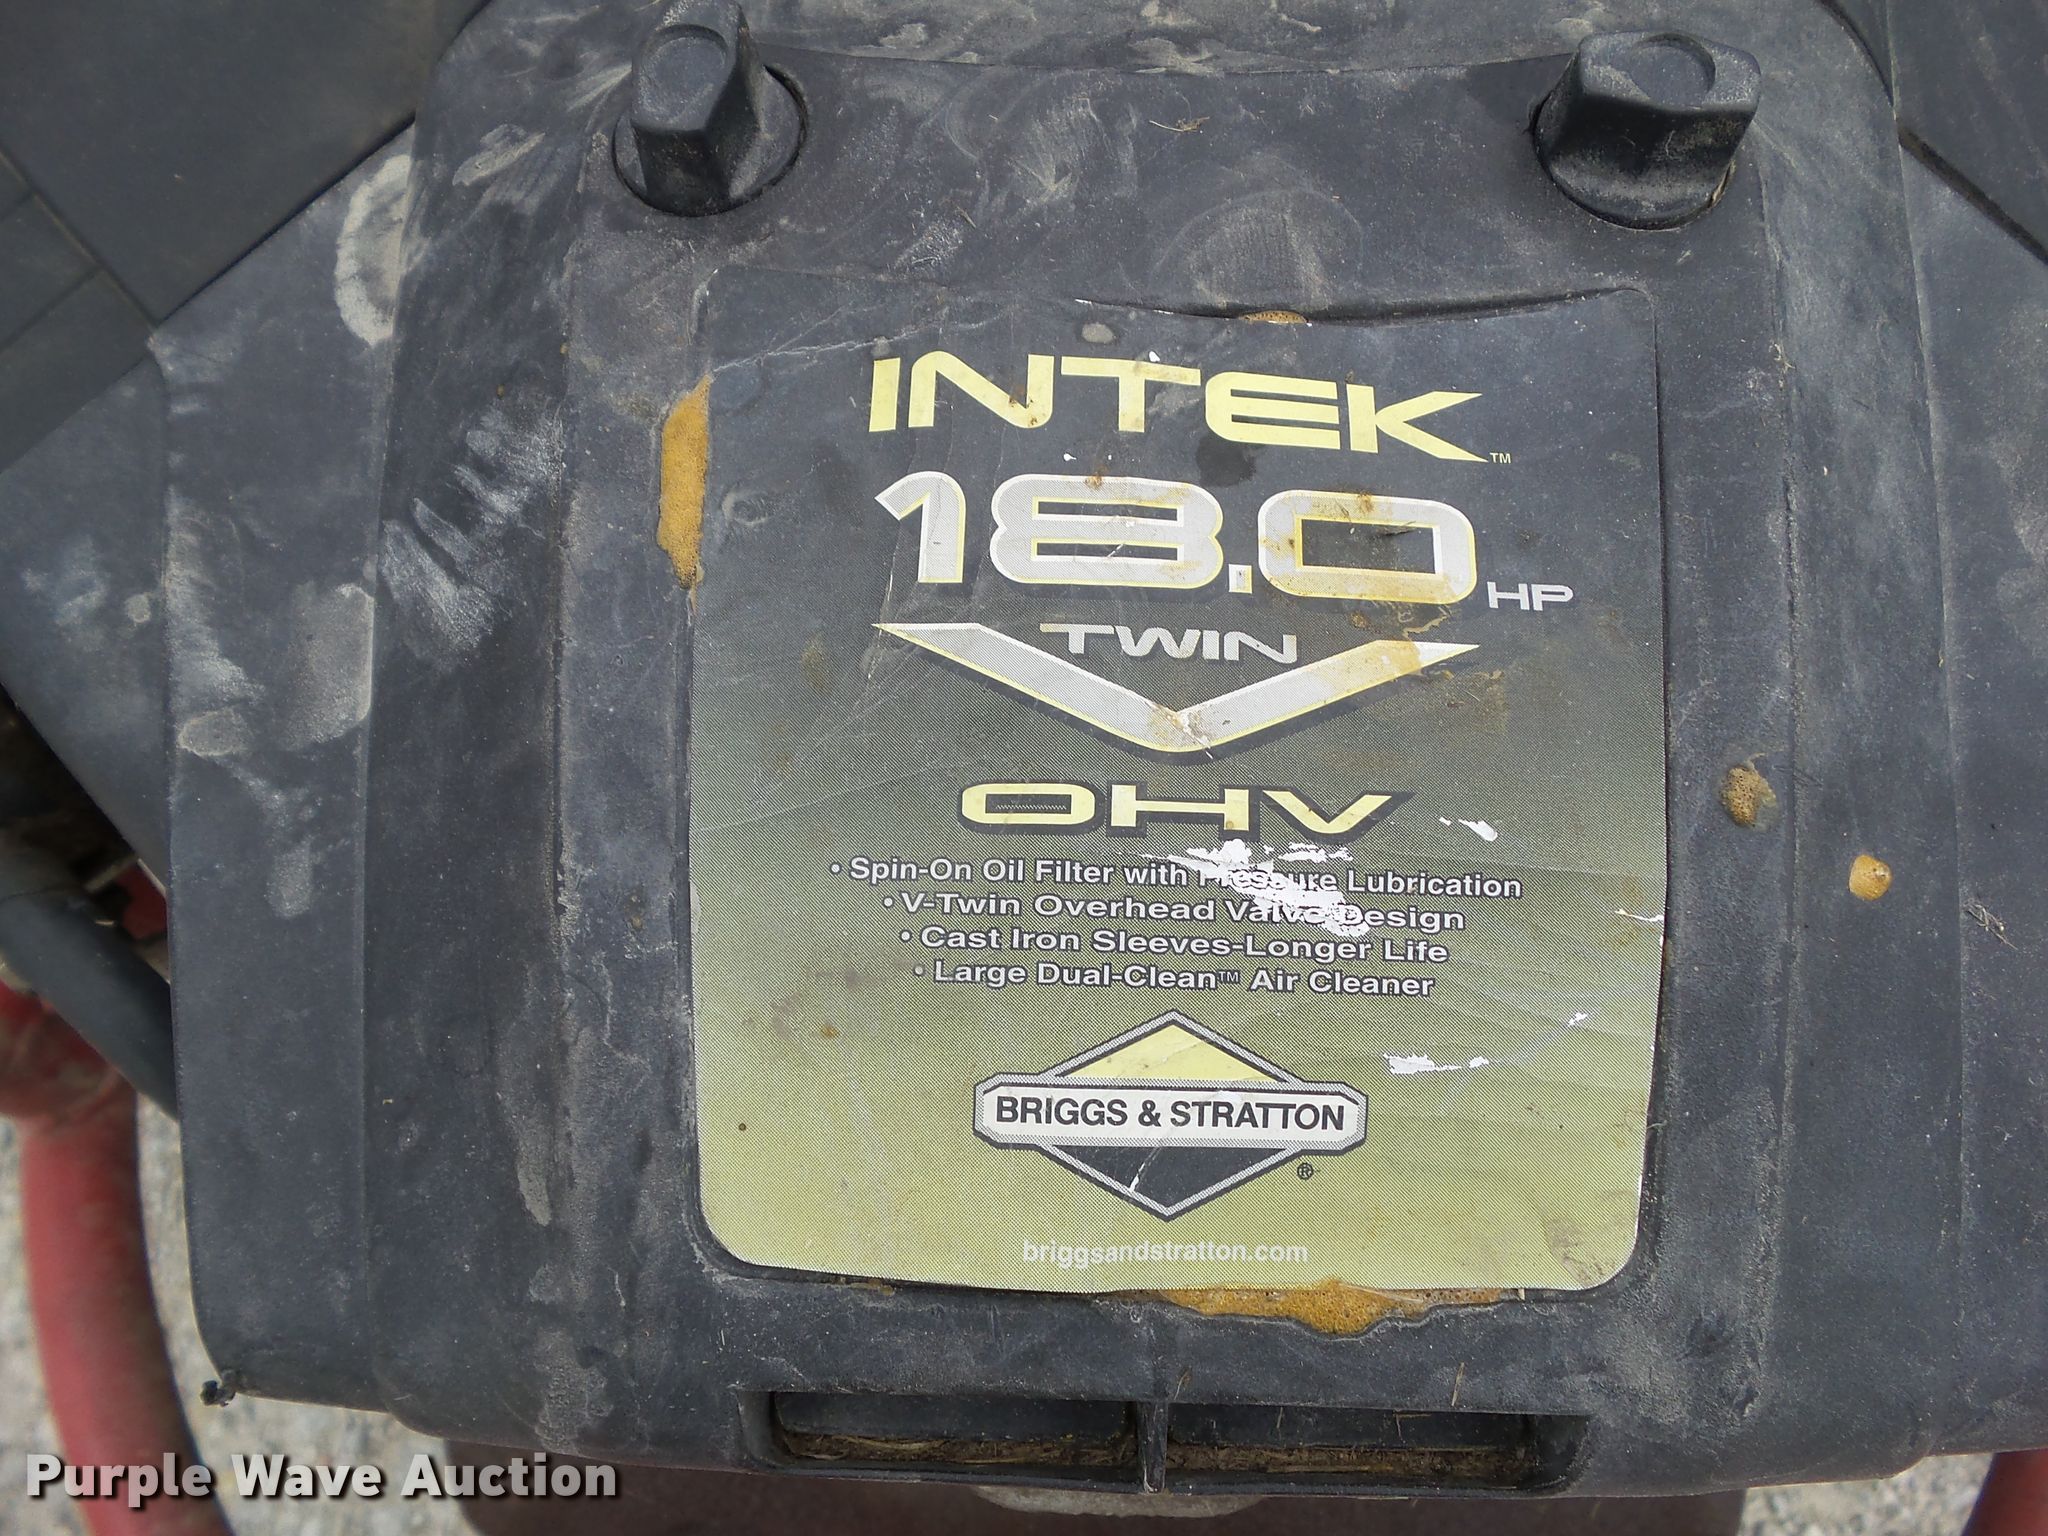 INTEK™
18.0 HP
TWIN
OHV
• Spin-On Oil Filter with Pressure Lubrication
• V-Twin Overhead Valve Design
• Cast Iron Sleeves-Longer Life
• Large Dual-Clean™ Air Cleaner
BRIGGS & STRATTON
®
briggsandstratton.com
Purple Wave Auction